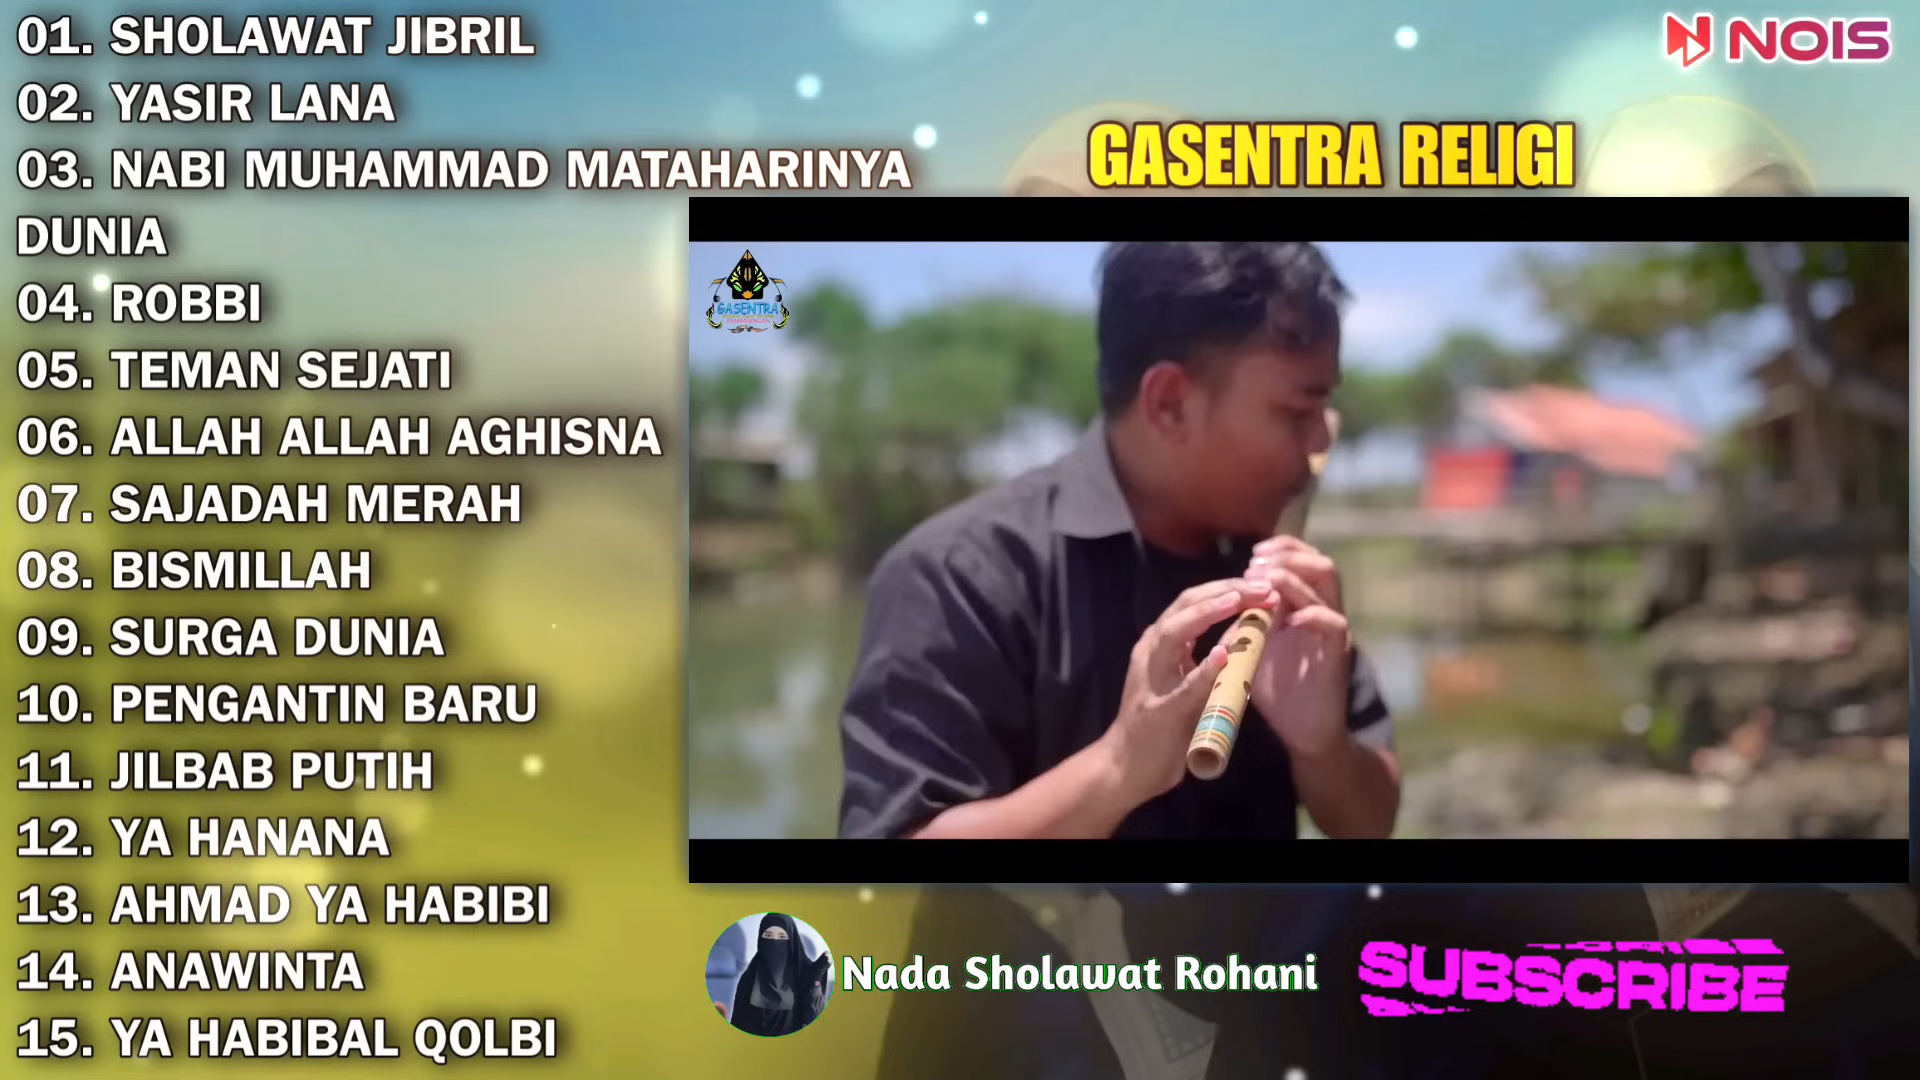 01. SHOLAWAT JIBRIL
02. YASIR LANA
03. NABI MUHAMMAD MATAHARINYA
DUNIA
04. ROBBI
05. TEMAN SEJATI
06. ALLAH ALLAH AGHISNA
07. SAJADAH MERAH
08. BISMILLAH
09. SURGA DUNIA
10. PENGANTIN BARU
11. JILBAB PUTIH
12. YA HANANA
13. AHMAD YA HABIBI
14. ANAWINTA
15. YA HABIBAL QOLBI
NOIS
GASENTRA RELIGI
GASENTRA
Nada Sholawat Rohani
SUBSCRIBE